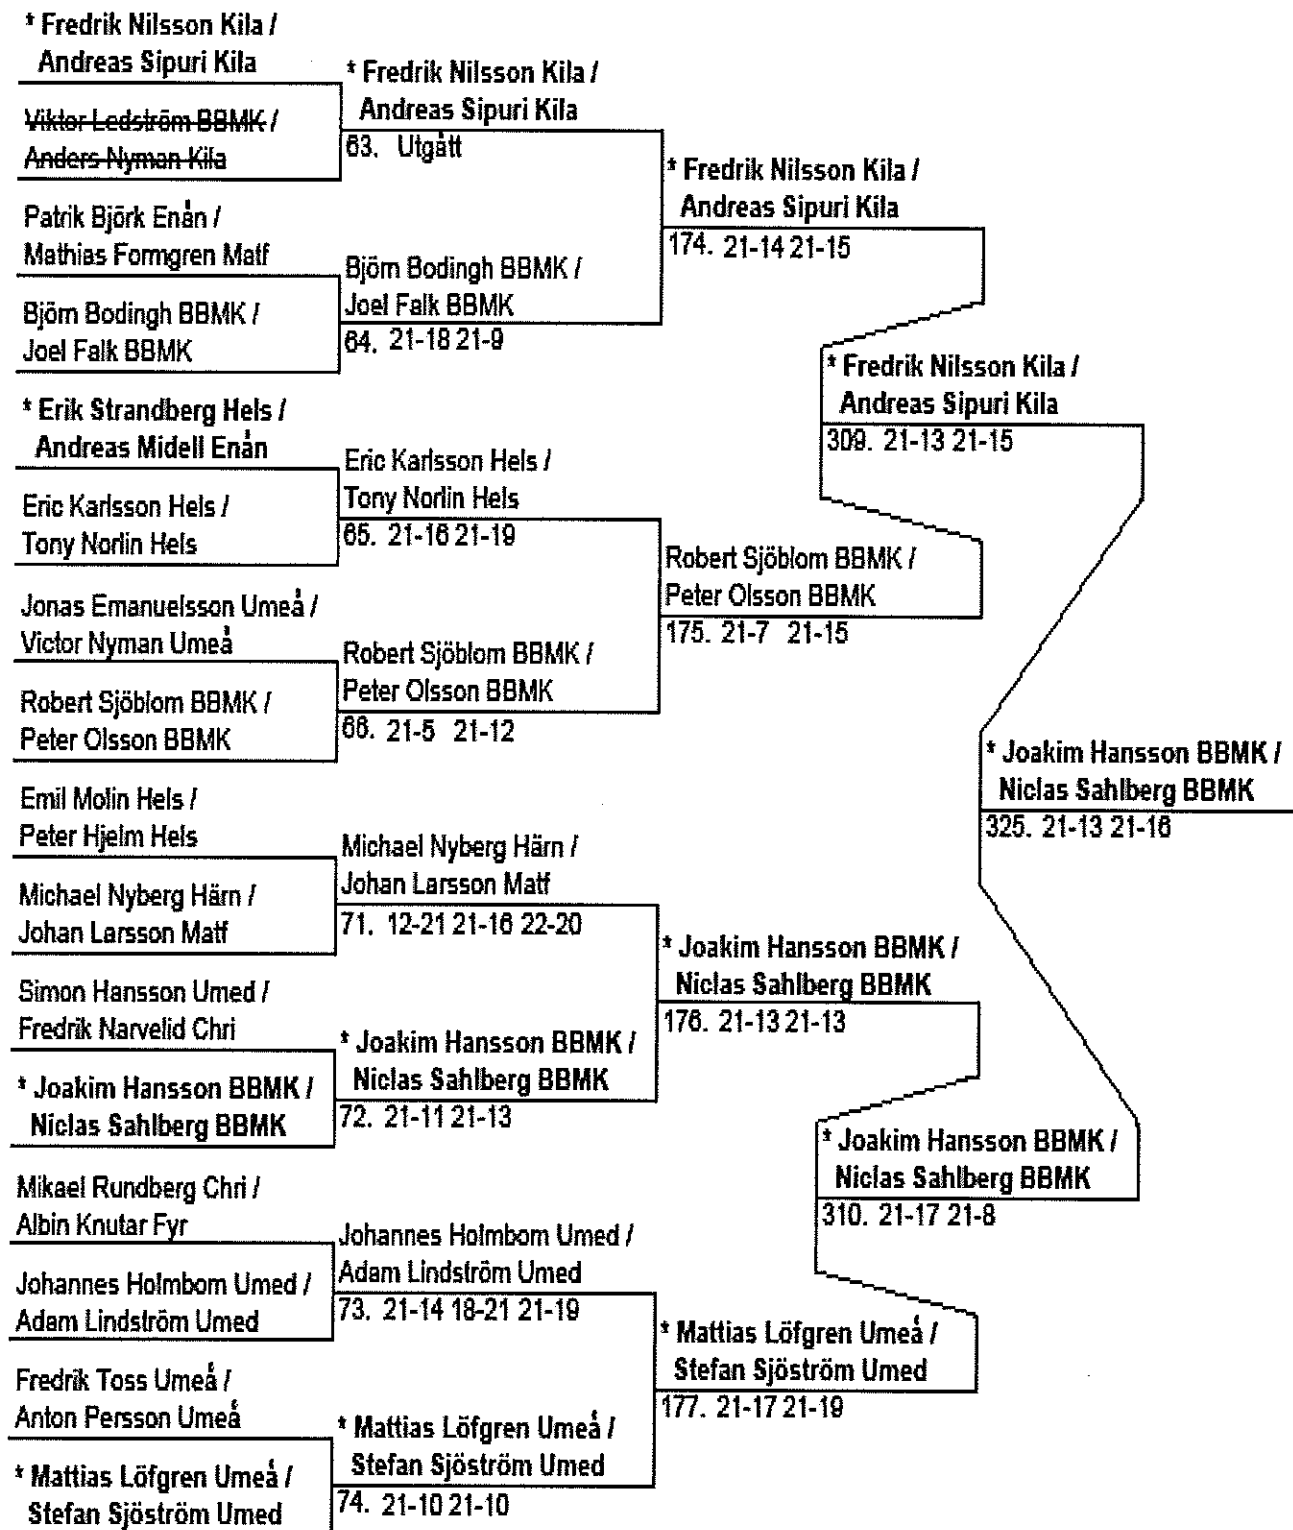 * Fredrik Nilsson Kila /
Andreas Sipuri Kila
Viktor Ledström BBMK /
Anders Nyman Kila
Patrik Björk Enån /
Mathias Formgren Matf
Björn Bodingh BBMK /
Joel Falk BBMK
* Erik Strandberg Hels /
Andreas Midell Enån
Eric Karlsson Hels /
Tony Norlin Hels
Jonas Emanuelsson Umeå /
Victor Nyman Umeå
Robert Sjöblom BBMK /
Peter Olsson BBMK
Emil Molin Hels /
Peter Hjelm Hels
Michael Nyberg Härn /
Johan Larsson Matf
Simon Hansson Umed /
Fredrik Narvelid Chri
* Joakim Hansson BBMK /
Niclas Sahlberg BBMK
Mikael Rundberg Chri /
Albin Knutar Fyr
Johannes Holmbom Umed /
Adam Lindström Umed
Fredrik Toss Umeå /
Anton Persson Umeå
* Mattias Löfgren Umeå /
Stefan Sjöström Umed
* Fredrik Nilsson Kila /
Andreas Sipuri Kila
63. Utgått
Björn Bodingh BBMK /
Joel Falk BBMK
64. 21-18 21-9
Eric Karlsson Hels /
Tony Norlin Hels
65. 21-16 21-19
Robert Sjöblom BBMK /
Peter Olsson BBMK
66. 21-5 21-12
Michael Nyberg Härn /
Johan Larsson Matf
71. 12-21 21-16 22-20
* Joakim Hansson BBMK /
Niclas Sahlberg BBMK
72. 21-11 21-13
Johannes Holmbom Umed /
Adam Lindström Umed
73. 21-14 18-21 21-19
* Mattias Löfgren Umeå /
Stefan Sjöström Umed
74. 21-10 21-10
* Fredrik Nilsson Kila /
Andreas Sipuri Kila
174. 21-14 21-15
Robert Sjöblom BBMK /
Peter Olsson BBMK
175. 21-7 21-15
* Joakim Hansson BBMK /
Niclas Sahlberg BBMK
176. 21-13 21-13
* Mattias Löfgren Umeå /
Stefan Sjöström Umed
177. 21-17 21-19
* Fredrik Nilsson Kila /
Andreas Sipuri Kila
309. 21-13 21-15
* Joakim Hansson BBMK /
Niclas Sahlberg BBMK
310. 21-17 21-8
* Joakim Hansson BBMK /
Niclas Sahlberg BBMK
325. 21-13 21-16